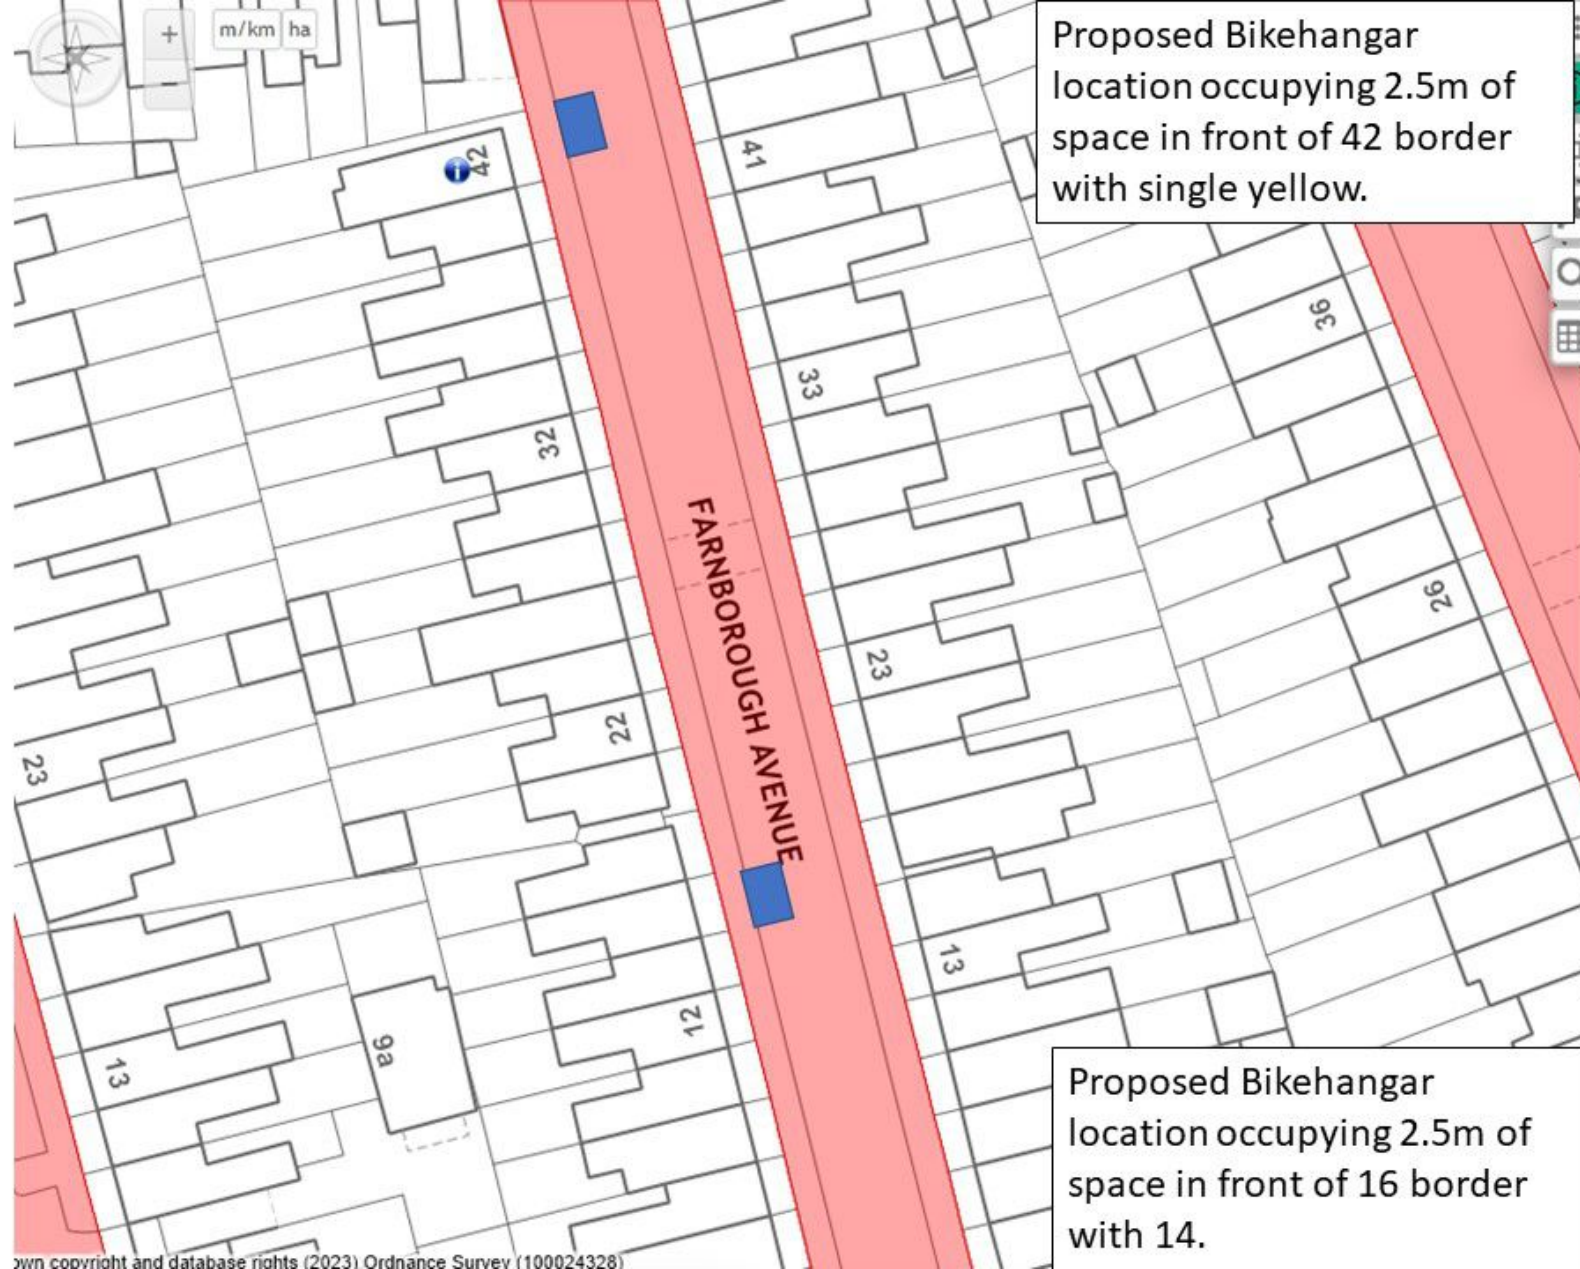 m/km ha
Proposed Bikehangar
location occupying 2.5m of
space in front of 42 border
with single yellow.
42
41
36
33
32
FARNBOROUGH AVENUE
26
23
22
23
13
12
13
9a
Proposed Bikehangar
location occupying 2.5m of
space in front of 16 border
with 14.
own copyright and database rights (2023) Ordnance Survey (100024328)